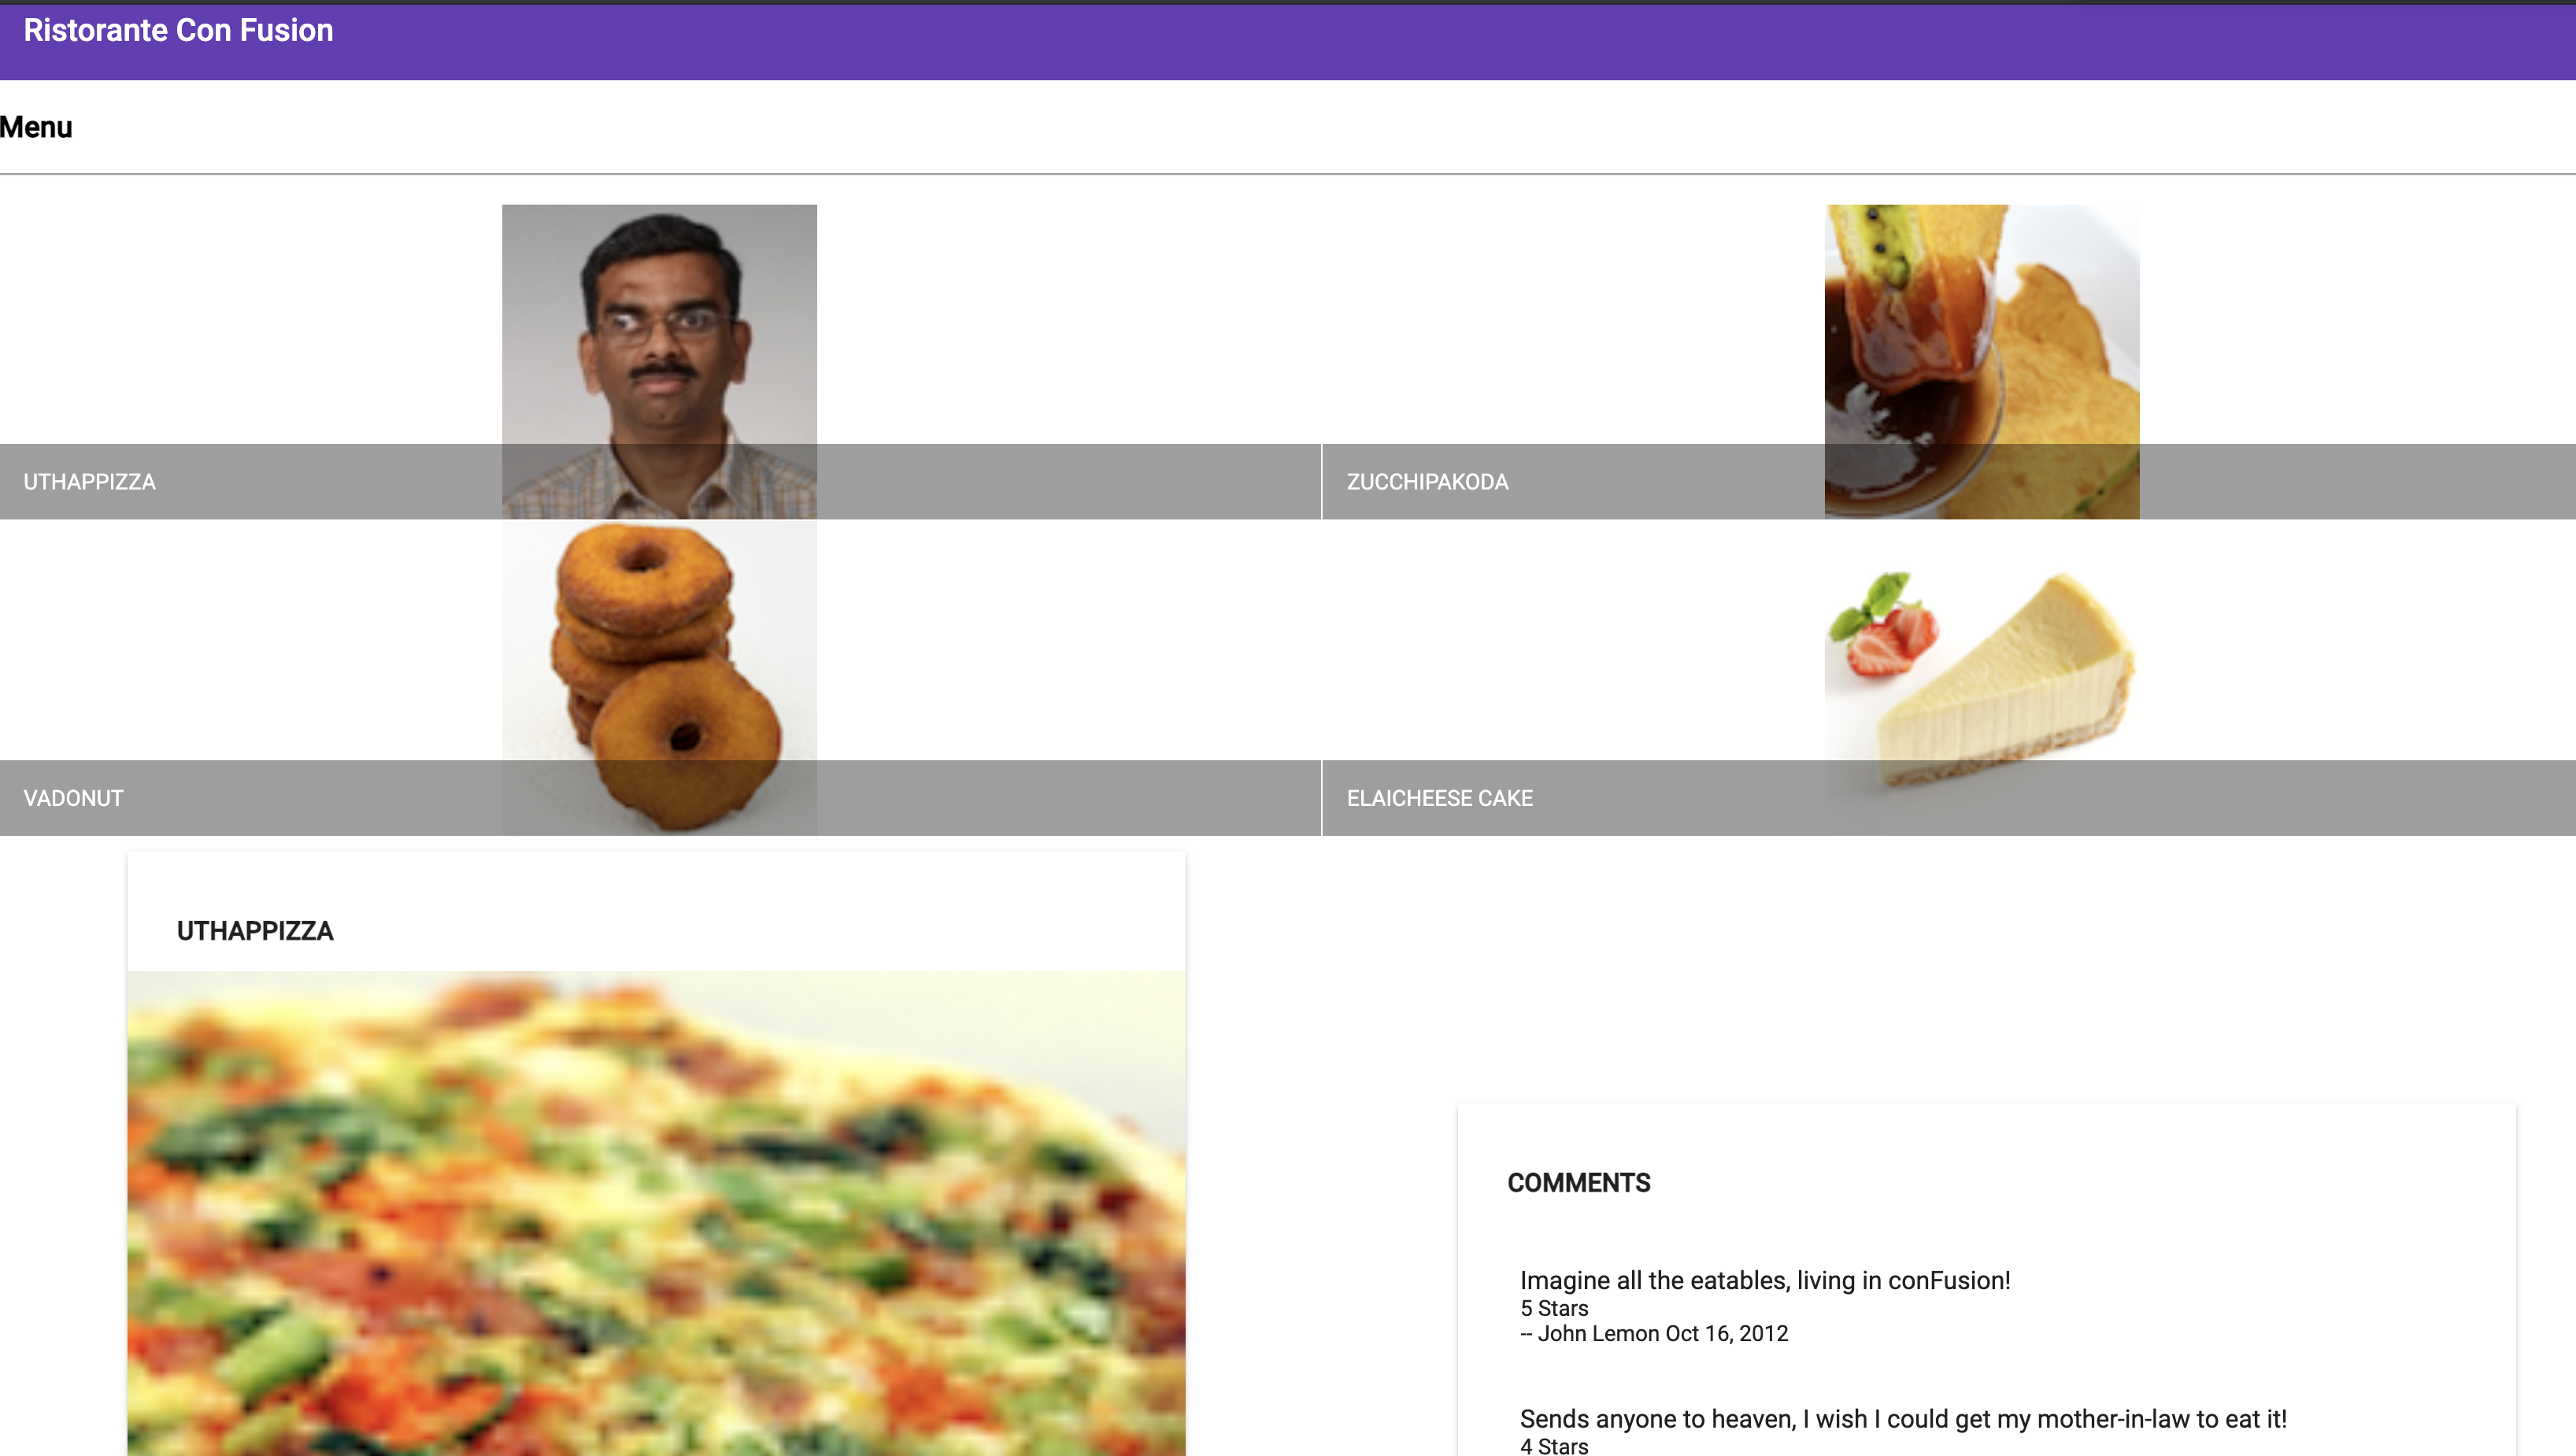 Ristorante Con Fusion
Menu
UTHAPPIZZA
ZUCCHIPAKODA
VADONUT
ELAICHEESE CAKE
UTHAPPIZZA
COMMENTS
Imagine all the eatables, living in conFusion!
5 Stars
-- John Lemon Oct 16, 2012
Sends anyone to heaven, I wish I could get my mother-in-law to eat it!
4 Stars